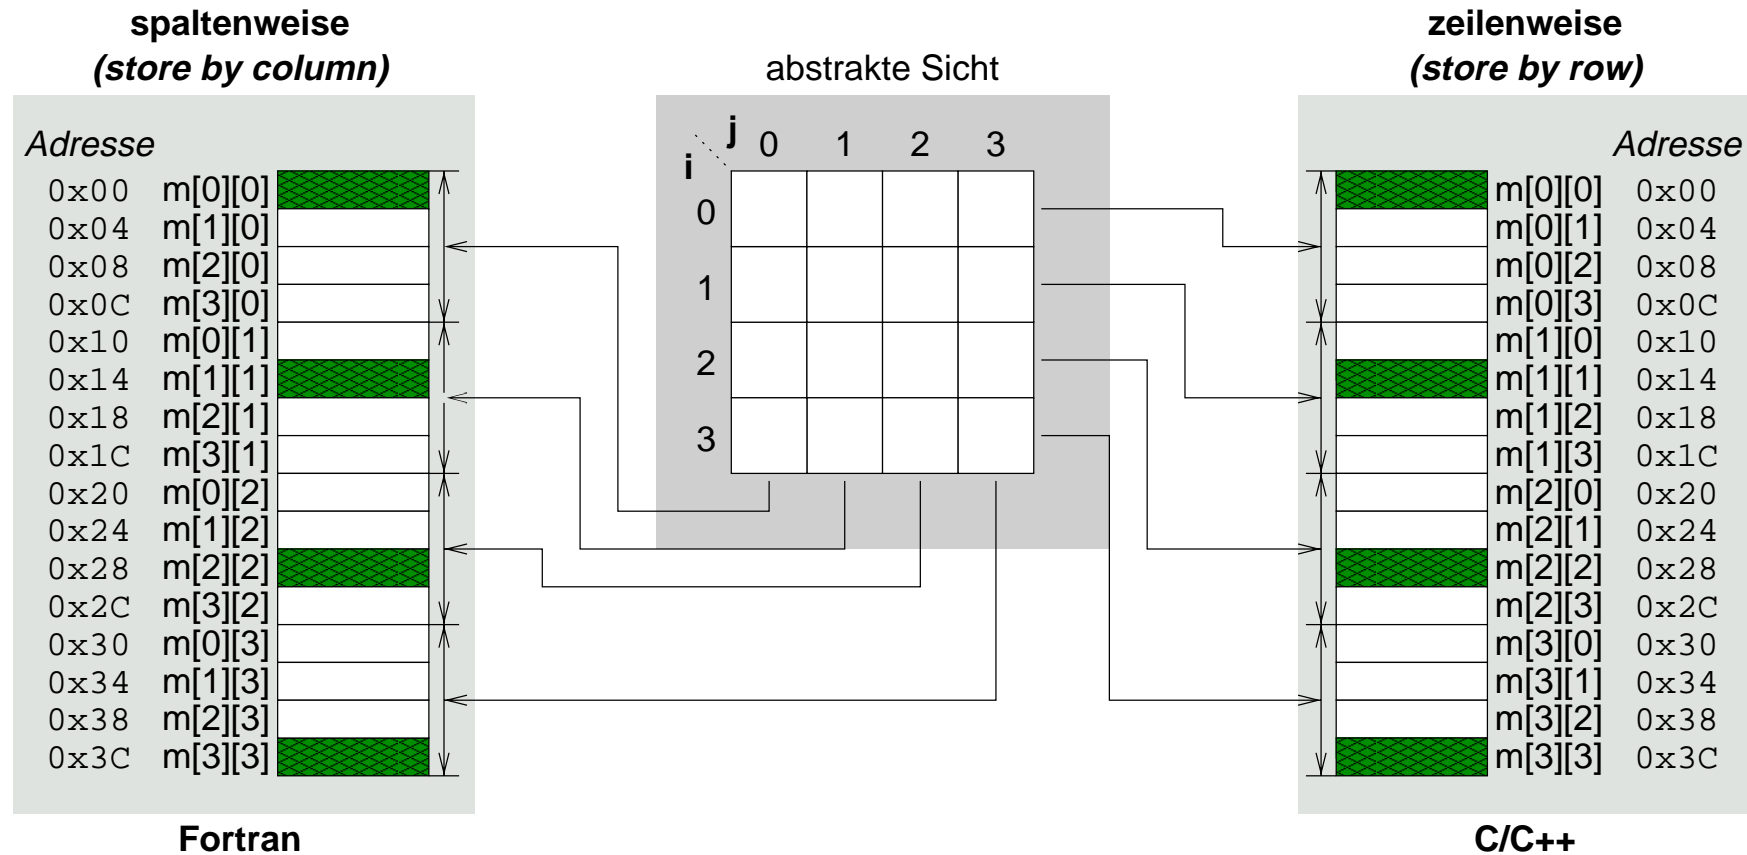 spaltenweise
(store by column)
Adresse
0x00 m[0][0]
0x04 m[1][0]
0x08 m[2][0]
0x0C m[3][0]
0x10 m[0][1]
0x14 m[1][1]
0x18 m[2][1]
0x1C m[3][1]
0x20 m[0][2]
0x24 m[1][2]
0x28 m[2][2]
0x2C m[3][2]
0x30 m[0][3]
0x34 m[1][3]
0x38 m[2][3]
0x3C m[3][3]
Fortran
abstrakte Sicht
j 0 1 2 3
i
0
1
2
3
zeilenweise
(store by row)
Adresse
m[0][0] 0x00
m[0][1] 0x04
m[0][2] 0x08
m[0][3] 0x0C
m[1][0] 0x10
m[1][1] 0x14
m[1][2] 0x18
m[1][3] 0x1C
m[2][0] 0x20
m[2][1] 0x24
m[2][2] 0x28
m[2][3] 0x2C
m[3][0] 0x30
m[3][1] 0x34
m[3][2] 0x38
m[3][3] 0x3C
C/C++